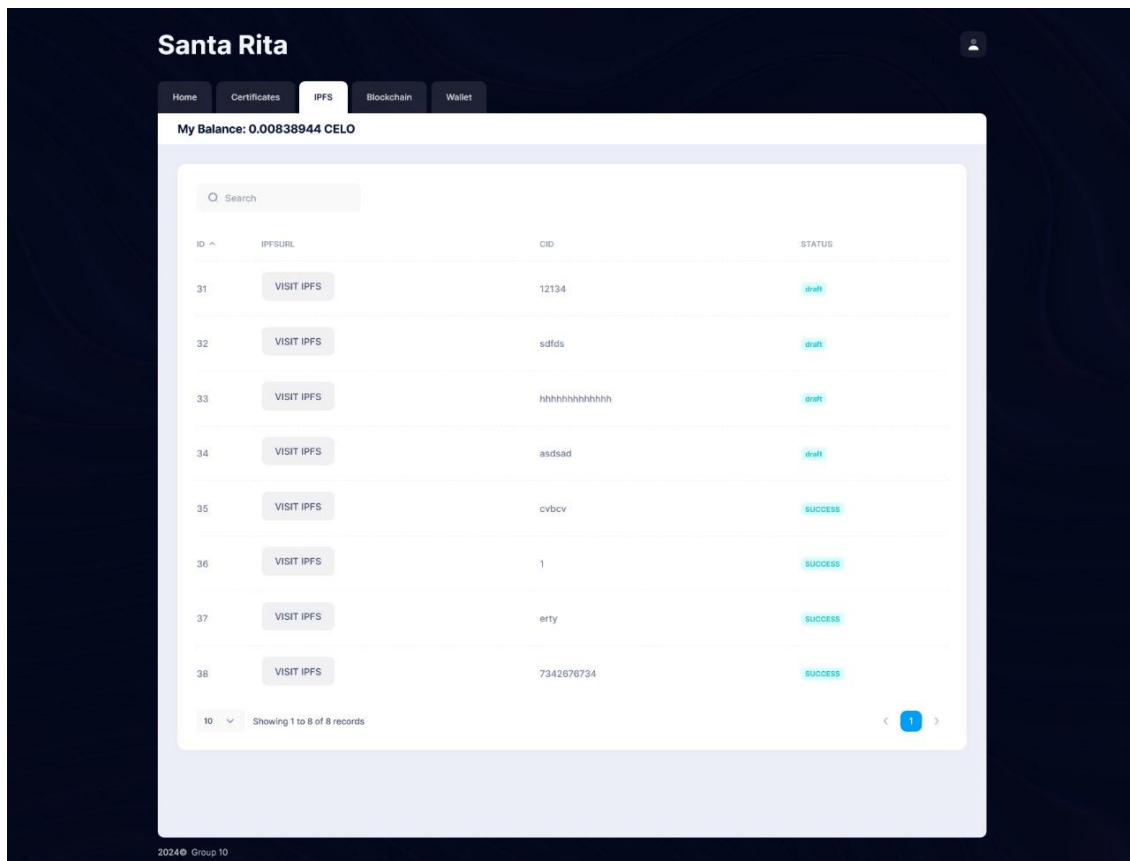 Santa Rita
Home Certificates IPFS Blockchain Wallet
My Balance: 0.00838944 CELO
Search
ID IPFSURL CID STATUS
31 VISIT IPFS 12134 draft
32 VISIT IPFS sdfds draft
33 VISIT IPFS hhhhhhhhhhhhh draft
34 VISIT IPFS asdsad draft
35 VISIT IPFS cvbcv SUCCESS
36 VISIT IPFS 1 SUCCESS
37 VISIT IPFS erty SUCCESS
38 VISIT IPFS 7342676734 SUCCESS
10 Showing 1 to 8 of 8 records 1
2024© Group 10